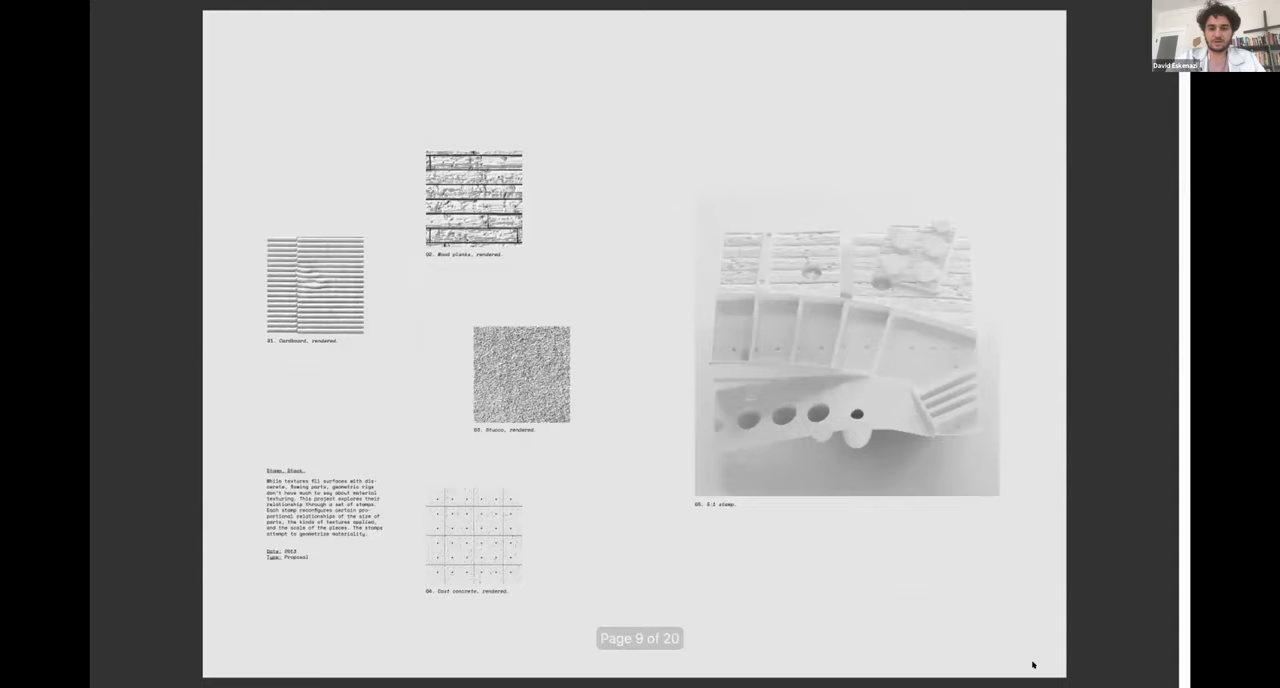 David Eskenazi
02. Wood planks, rendered.
01. Cardboard, rendered.
03. Stucco, rendered.
Stamp, Stack.
While textures fill surfaces with dis-
crete, flowing parts, geometric rigs
don't have much to say about material
texturing. This project explores their
relationship through a set of stamps.
Each stamp reconfigures certain pro-
portional relationships of the size of
parts, the kinds of textures applied,
and the scale of the pieces. The stamps
attempt to geometrize materiality.
05. 6:1 stamp.
Date: 2013
Type: Proposal
04. Cast concrete, rendered.
Page 9 of 20